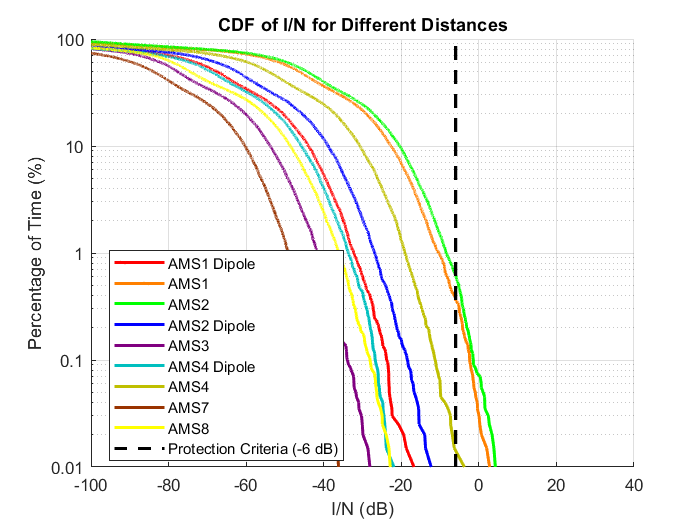 CDF of I/N for Different Distances
Percentage of Time (%)
100
10
1
0.1
0.01
AMS1 Dipole
AMS1
AMS2
AMS2 Dipole
AMS3
AMS4 Dipole
AMS4
AMS7
AMS8
Protection Criteria (-6 dB)
-100 -80 -60 -40 -20 0 20 40
I/N (dB)